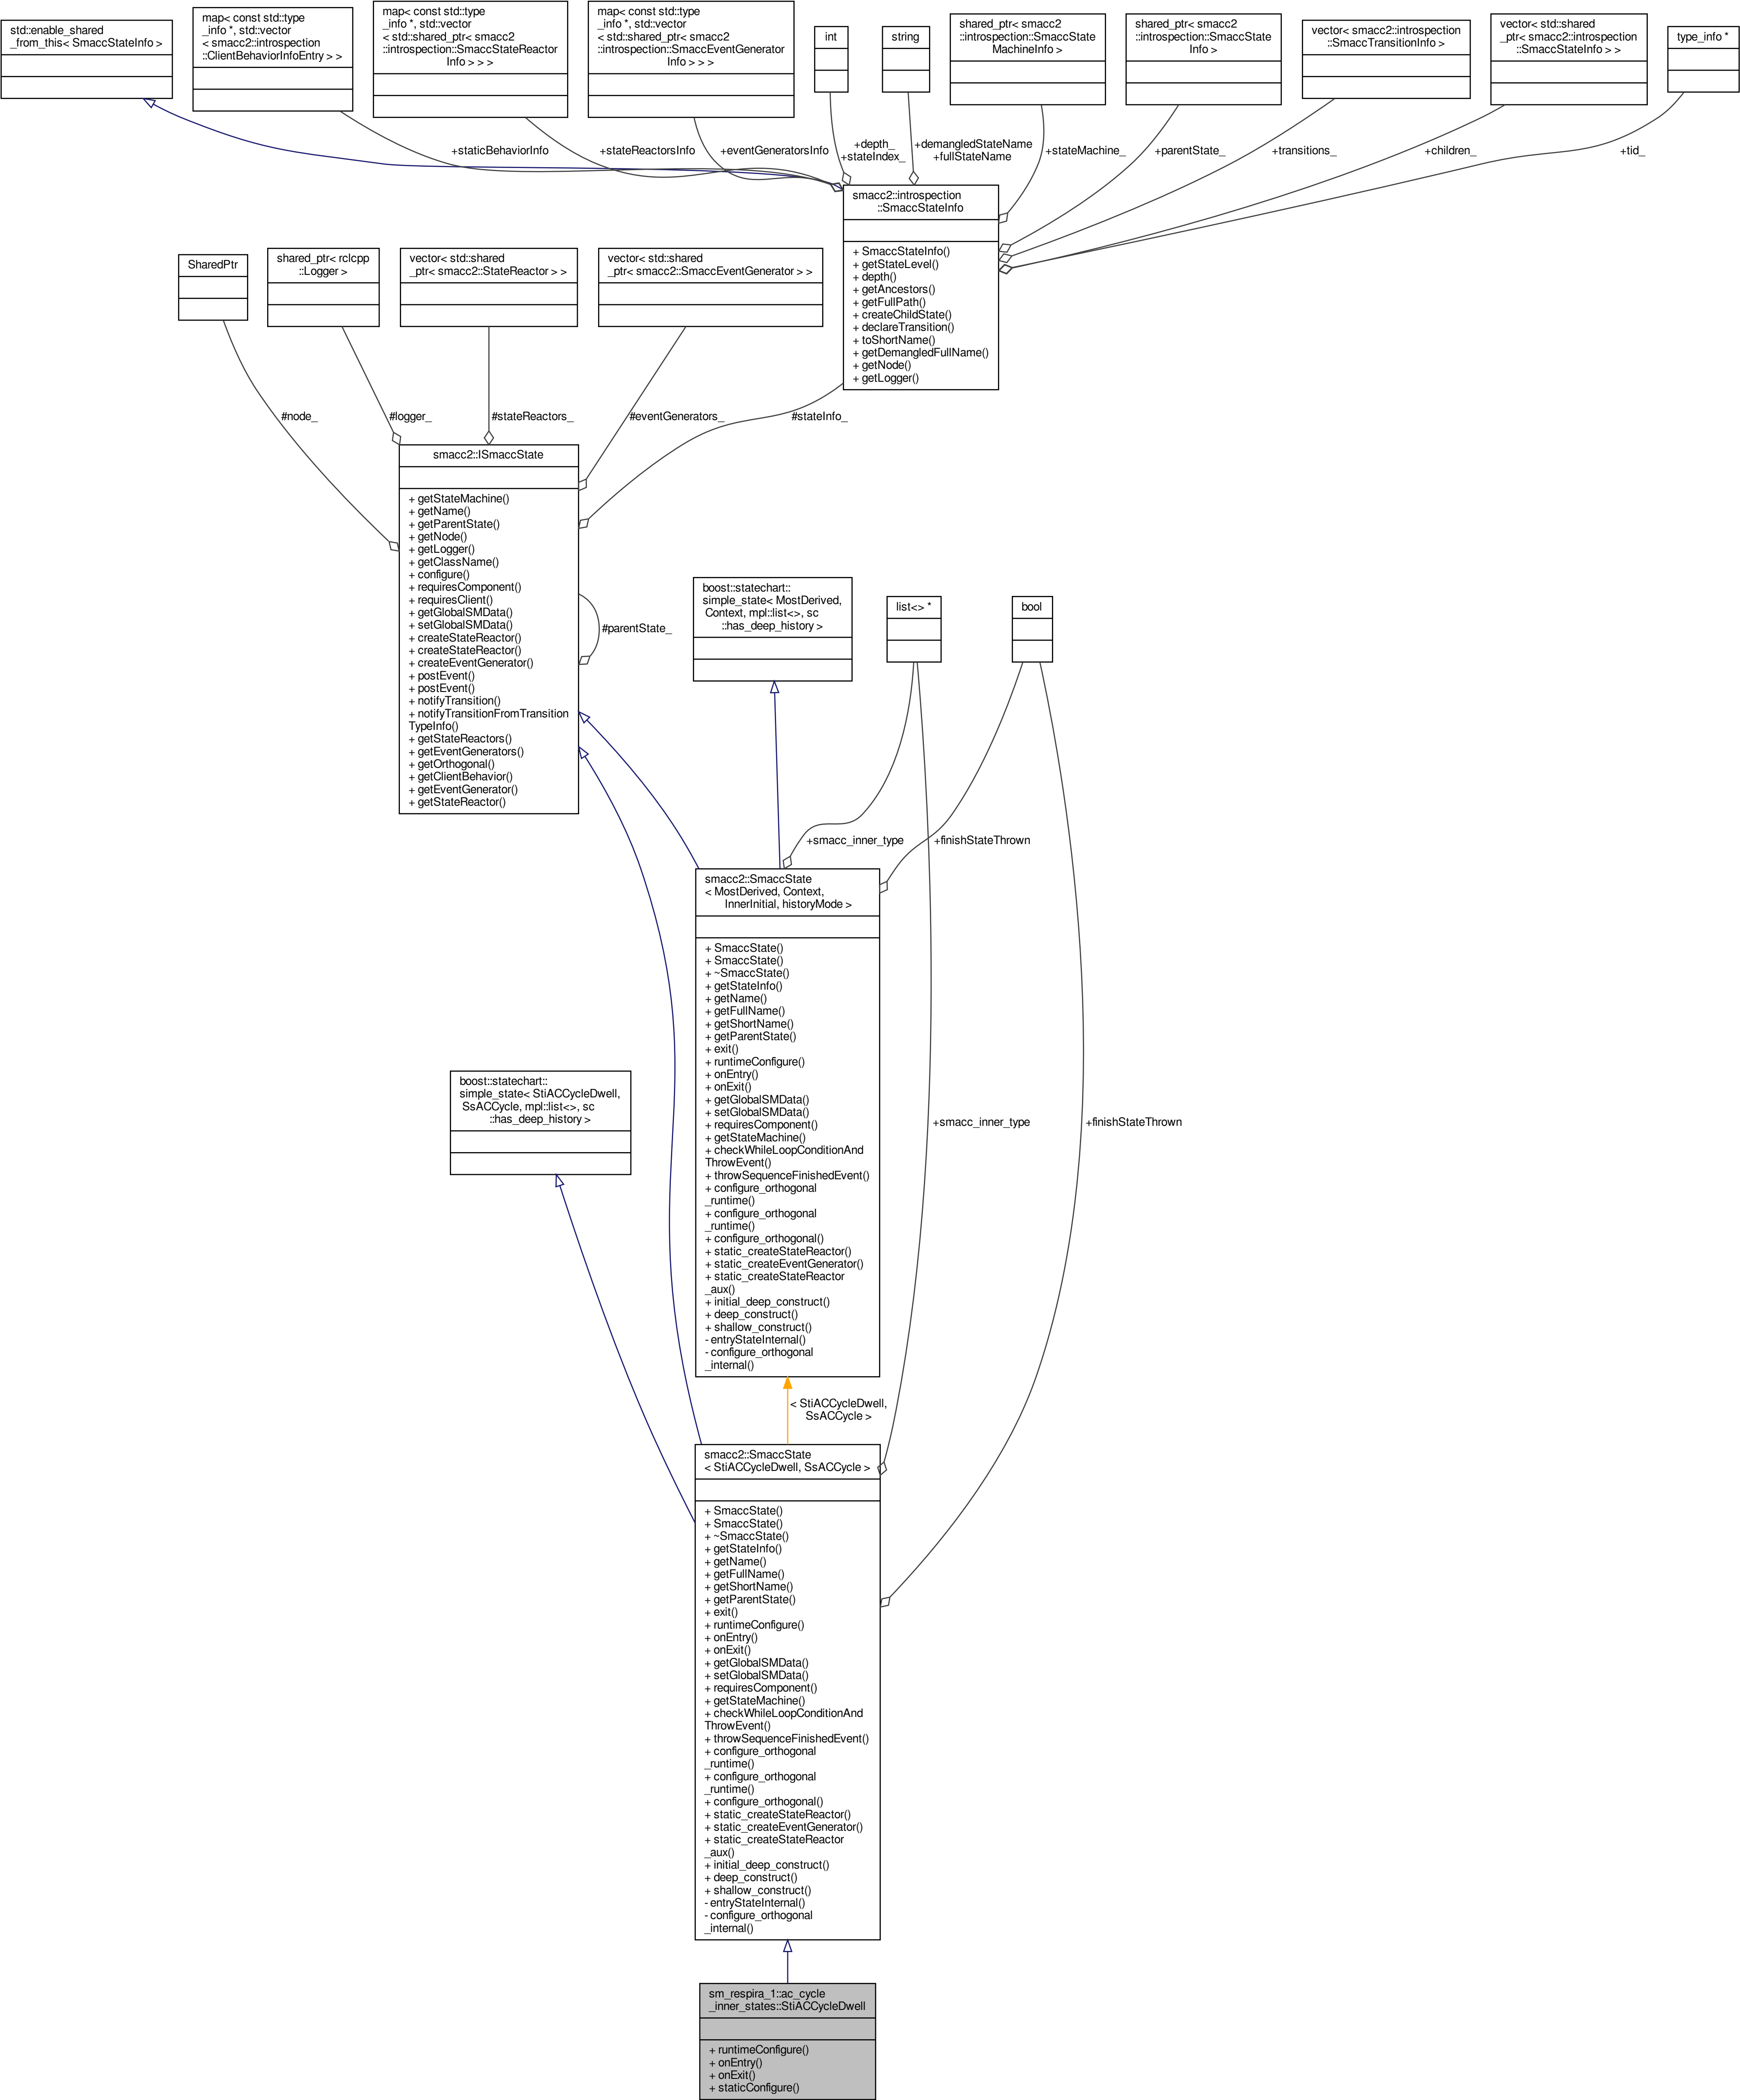 std::enable_shared
_from_this< SmaccStateInfo >
map< const std::type
_info *, std::vector
< smacc2::introspection
::ClientBehaviorInfoEntry > >
map< const std::type
_info *, std::vector
< std::shared_ptr< smacc2
::introspection::SmaccStateReactor
Info > > >
map< const std::type
_info *, std::vector
< std::shared_ptr< smacc2
::introspection::SmaccEventGenerator
Info > > >
int
string
shared_ptr< smacc2
::introspection::SmaccState
MachineInfo >
shared_ptr< smacc2
::introspection::SmaccState
Info >
vector< smacc2::introspection
::SmaccTransitionInfo >
vector< std::shared
_ptr< smacc2::introspection
::SmaccStateInfo > >
type_info *
+staticBehaviorInfo
+stateReactorsInfo
+eventGeneratorsInfo
+depth_
+stateIndex_
+demangledStateName
+fullStateName
+stateMachine_
+parentState_
+transitions_
+children_
+tid_
smacc2::introspection
::SmaccStateInfo
+ SmaccStateInfo()
+ getStateLevel()
+ depth()
+ getAncestors()
+ getFullPath()
+ createChildState()
+ declareTransition()
+ toShortName()
+ getDemangledFullName()
+ getNode()
+ getLogger()
SharedPtr
shared_ptr< rclcpp
::Logger >
vector< std::shared
_ptr< smacc2::StateReactor > >
vector< std::shared
_ptr< smacc2::SmaccEventGenerator > >
#node_
#logger_
#stateReactors_
#eventGenerators_
#stateInfo_
smacc2::ISmaccState
+ getStateMachine()
+ getName()
+ getParentState()
+ getNode()
+ getLogger()
+ getClassName()
+ configure()
+ requiresComponent()
+ requiresClient()
+ getGlobalSMData()
+ setGlobalSMData()
+ createStateReactor()
+ createStateReactor()
+ createEventGenerator()
+ postEvent()
+ postEvent()
+ notifyTransition()
+ notifyTransitionFromTransition
TypeInfo()
+ getStateReactors()
+ getEventGenerators()
+ getOrthogonal()
+ getClientBehavior()
+ getEventGenerator()
+ getStateReactor()
#parentState_
boost::statechart::
simple_state< MostDerived,
Context, mpl::list<>, sc
::has_deep_history >
list<> *
bool
+smacc_inner_type
+finishStateThrown
smacc2::SmaccState
< MostDerived, Context,
InnerInitial, historyMode >
+ SmaccState()
+ SmaccState()
+ ~SmaccState()
+ getStateInfo()
+ getName()
+ getFullName()
+ getShortName()
+ getParentState()
+ exit()
+ runtimeConfigure()
+ onEntry()
+ onExit()
+ getGlobalSMData()
+ setGlobalSMData()
+ requiresComponent()
+ getStateMachine()
+ checkWhileLoopConditionAnd
ThrowEvent()
+ throwSequenceFinishedEvent()
+ configure_orthogonal
_runtime()
+ configure_orthogonal
_runtime()
+ configure_orthogonal()
+ static_createStateReactor()
+ static_createEventGenerator()
+ static_createStateReactor
_aux()
+ initial_deep_construct()
+ deep_construct()
+ shallow_construct()
- entryStateInternal()
- configure_orthogonal
_internal()
boost::statechart::
simple_state< StiACCycleDwell,
SsACCycle, mpl::list<>, sc
::has_deep_history >
+smacc_inner_type
+finishStateThrown
< StiACCycleDwell,
SsACCycle >
smacc2::SmaccState
< StiACCycleDwell, SsACCycle >
+ SmaccState()
+ SmaccState()
+ ~SmaccState()
+ getStateInfo()
+ getName()
+ getFullName()
+ getShortName()
+ getParentState()
+ exit()
+ runtimeConfigure()
+ onEntry()
+ onExit()
+ getGlobalSMData()
+ setGlobalSMData()
+ requiresComponent()
+ getStateMachine()
+ checkWhileLoopConditionAnd
ThrowEvent()
+ throwSequenceFinishedEvent()
+ configure_orthogonal
_runtime()
+ configure_orthogonal
_runtime()
+ configure_orthogonal()
+ static_createStateReactor()
+ static_createEventGenerator()
+ static_createStateReactor
_aux()
+ initial_deep_construct()
+ deep_construct()
+ shallow_construct()
- entryStateInternal()
- configure_orthogonal
_internal()
sm_respira_1::ac_cycle
_inner_states::StiACCycleDwell
+ runtimeConfigure()
+ onEntry()
+ onExit()
+ staticConfigure()